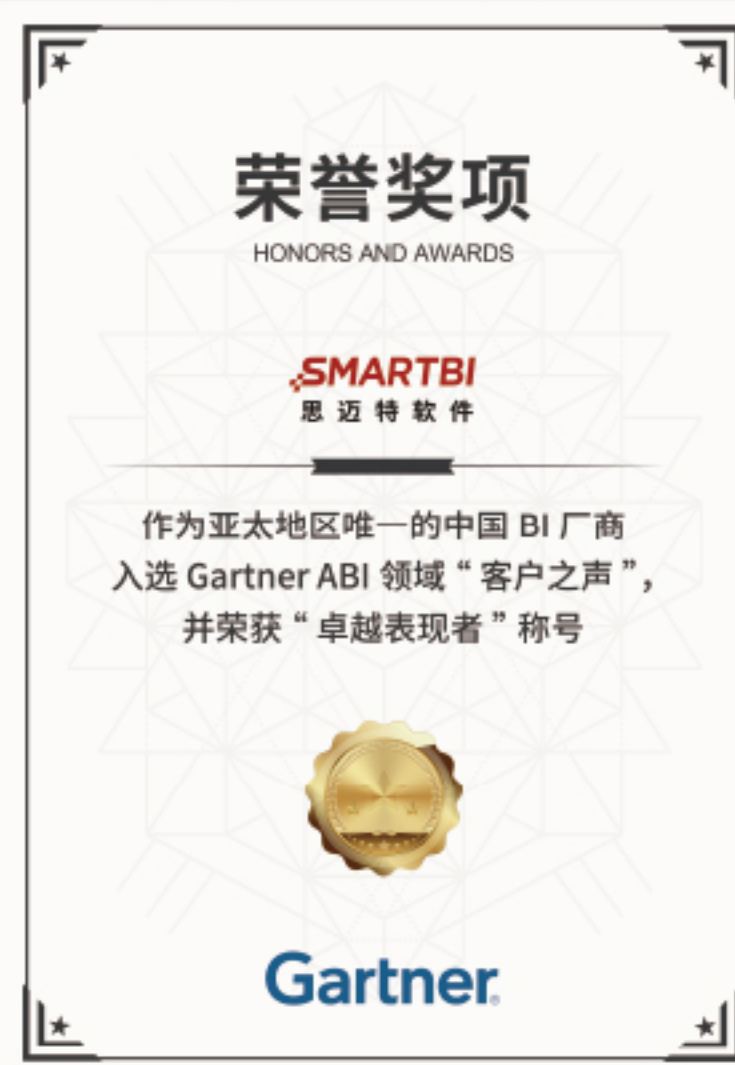 荣誉奖项
HONORS AND AWARDS
SMARTBI
思迈特软件
作为亚太地区唯一的中国 BI 厂商
入选 Gartner ABI 领域“客户之声”，
并荣获“卓越表现者”称号
Gartner®